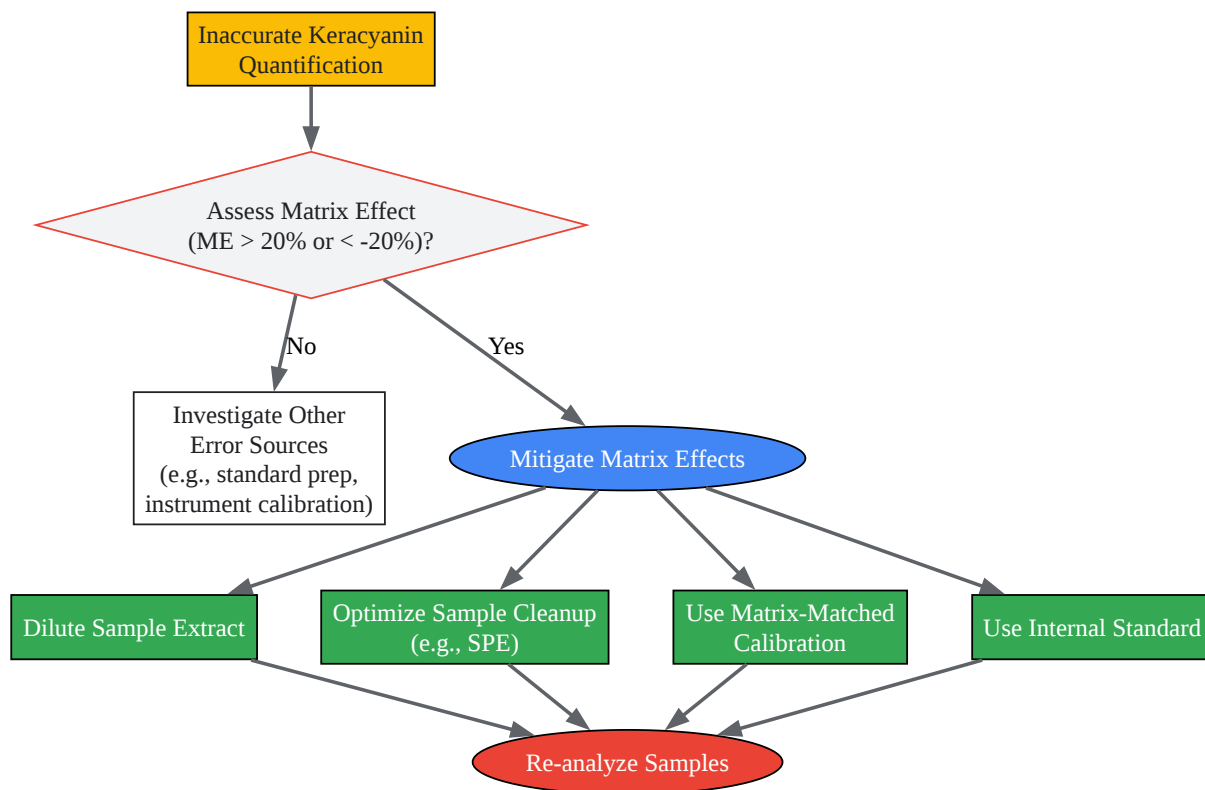 Inaccurate Keracyanin
Quantification
Assess Matrix Effect
(ME > 20% or < -20%)?
No
Yes
Investigate Other
Error Sources
(e.g., standard prep,
instrument calibration)
Mitigate Matrix Effects
Dilute Sample Extract
Optimize Sample Cleanup
(e.g., SPE)
Use Matrix-Matched
Calibration
Use Internal Standard
Re-analyze Samples